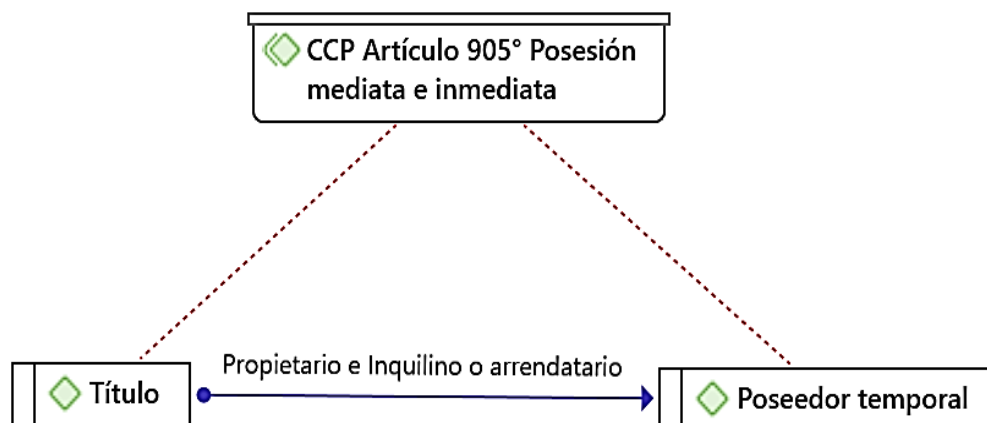 CCP Artículo 905° Posesión
mediata e inmediata
Propietario e Inquilino o arrendatario
Título
Poseedor temporal